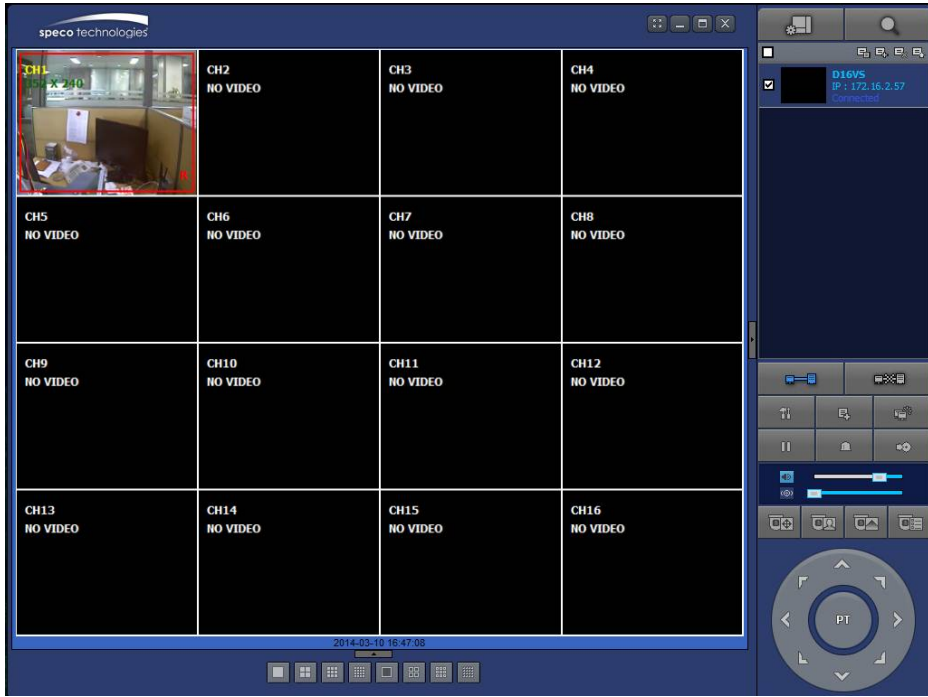 speco technologies
CH1
352 X 240
R
CH2
NO VIDEO
CH3
NO VIDEO
CH4
NO VIDEO
D16VS
IP : 172.16.2.57
Connected
CH5
NO VIDEO
CH6
NO VIDEO
CH7
NO VIDEO
CH8
NO VIDEO
CH9
NO VIDEO
CH10
NO VIDEO
CH11
NO VIDEO
CH12
NO VIDEO
CH13
NO VIDEO
CH14
NO VIDEO
CH15
NO VIDEO
CH16
NO VIDEO
PT
2014-03-10 16:47:08